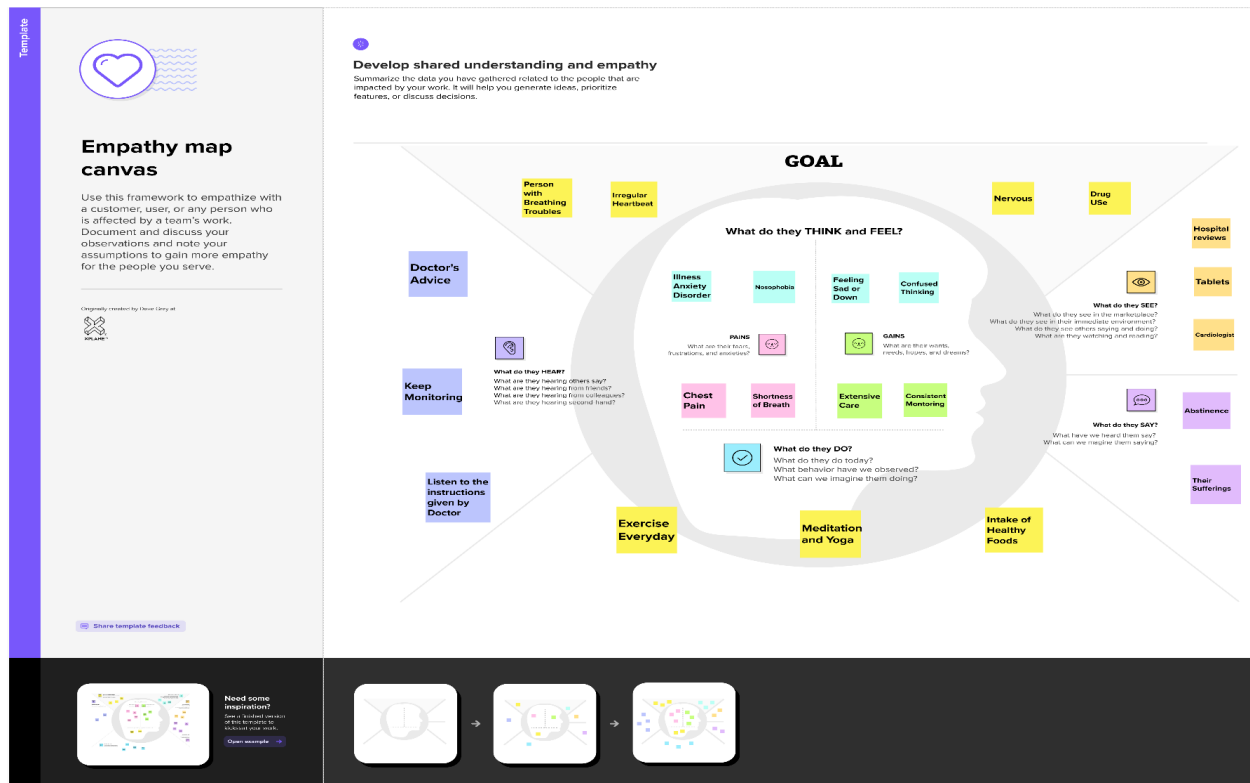 Template
Empathy map
canvas
Use this framework to empathize with
a customer, user, or any person who
is affected by a team's work.
Document and discuss your
observations and note your
assumptions to gain more empathy
for the people you serve.
Originally created by Dave Gray at
XPLANE
Share template feedback
Need some
inspiration?
See a finished version
of this template to
kickstart your work.
Open example
Develop shared understanding and empathy
Summarize the data you have gathered related to the people that are
impacted by your work. It will help you generate ideas, prioritize
features, or discuss decisions.
GOAL
Person
with
Breathing
Troubles
Irregular
Heartbeat
Nervous
Drug
USe
What do they THINK and FEEL?
Illness
Anxiety
Disorder
Nosophobia
Feeling
Sad or
Down
Confused
Thinking
PAINS
What are their fears,
frustrations, and anxieties?
GAINS
What are their wants,
needs, hopes, and dreams?
Chest
Pain
Shortness
of Breath
Extensive
Care
Consistent
Montoring
Doctor's
Advice
What do they HEAR?
What are they hearing others say?
What are they hearing from friends?
What are they hearing from colleagues?
What are they hearing second hand?
Keep
Monitoring
Listen to the
instructions
given by
Doctor
Hospital
reviews
Tablets
Cardiologist
What do they SEE?
What do they see in the marketplace?
What do they see in their immediate environment?
What do they see others saying and doing?
What are they watching and reading?
Abstinence
What do they SAY?
What have we heard them say?
What can we imagine them saying?
Their
Sufferings
What do they DO?
What do they do today?
What behavior have we observed?
What can we imagine them doing?
Exercise
Everyday
Meditation
and Yoga
Intake of
Healthy
Foods